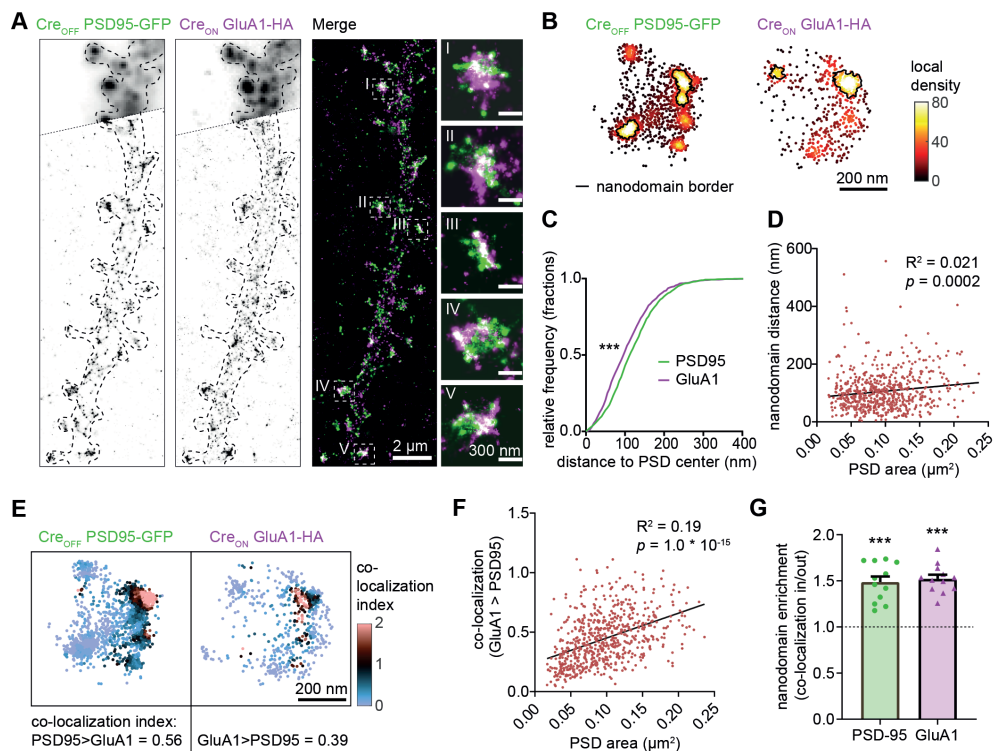 A
Cre_OFF PSD95-GFP
Cre_ON GluA1-HA
Merge
I
II
III
IV
V
2 µm
I
II
III
IV
V
300 nm
B
Cre_OFF PSD95-GFP
Cre_ON GluA1-HA
local
density
80
40
0
nanodomain border
200 nm
C
relative frequency (fractions)
1.0
0.5
0.0
***
PSD95
GluA1
0
100
200
300
400
distance to PSD center (nm)
D
nanodomain distance (nm)
600
400
200
0
R² = 0.021
p = 0.0002
0.00
0.05
0.10
0.15
0.20
0.25
PSD area (µm²)
E
Cre_OFF PSD95-GFP
Cre_ON GluA1-HA
co-
localization
index
2
1
0
200 nm
co-localization index:
PSD95>GluA1 = 0.56
GluA1>PSD95 = 0.39
F
co-localization
(GluA1 > PSD95)
1.5
1.0
0.5
0.0
R² = 0.19
p = 1.0 * 10⁻¹⁵
0.00
0.05
0.10
0.15
0.20
0.25
PSD area (µm²)
G
nanodomain enrichment
(co-localization in/out)
2.0
1.5
1.0
0.5
0.0
***
***
PSD-95
GluA1